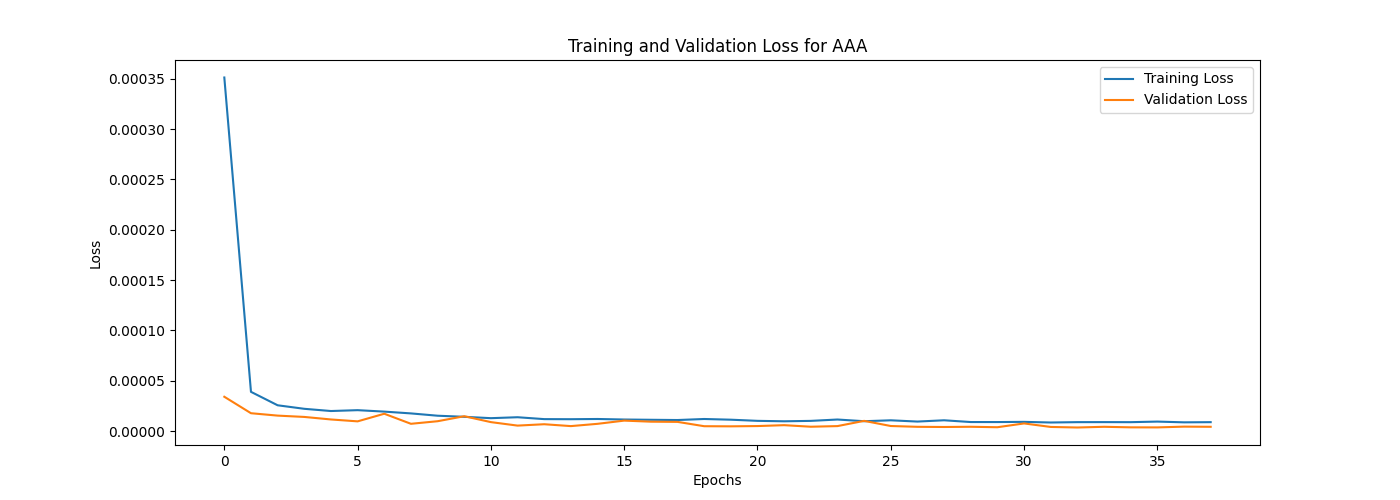 Training and Validation Loss for AAA
Training Loss
Validation Loss
Loss
0.00035
0.00030
0.00025
0.00020
0.00015
0.00010
0.00005
0.00000
0 5 10 15 20 25 30 35
Epochs